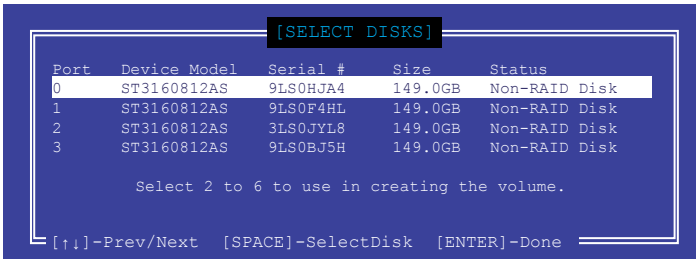 [SELECT DISKS]
Port Device Model Serial # Size Status
0 ST3160812AS 9LS0HJA4 149.0GB Non-RAID Disk
1 ST3160812AS 9LS0F4HL 149.0GB Non-RAID Disk
2 ST3160812AS 3LS0JYL8 149.0GB Non-RAID Disk
3 ST3160812AS 9LS0BJ5H 149.0GB Non-RAID Disk
Select 2 to 6 to use in creating the volume.
[↑↓]-Prev/Next [SPACE]-SelectDisk [ENTER]-Done